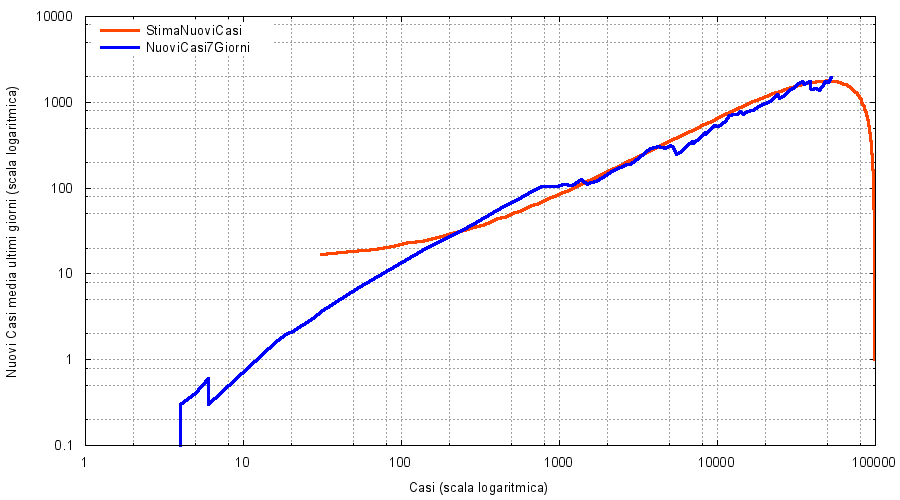 10000
1000
100
10
1
0.1
StimaNuoviCasi
NuoviCasi7Giorni
Nuovi Casi media ultimi giorni (scala logaritmica)
1 10 100 1000 10000 100000
Casi (scala logaritmica)